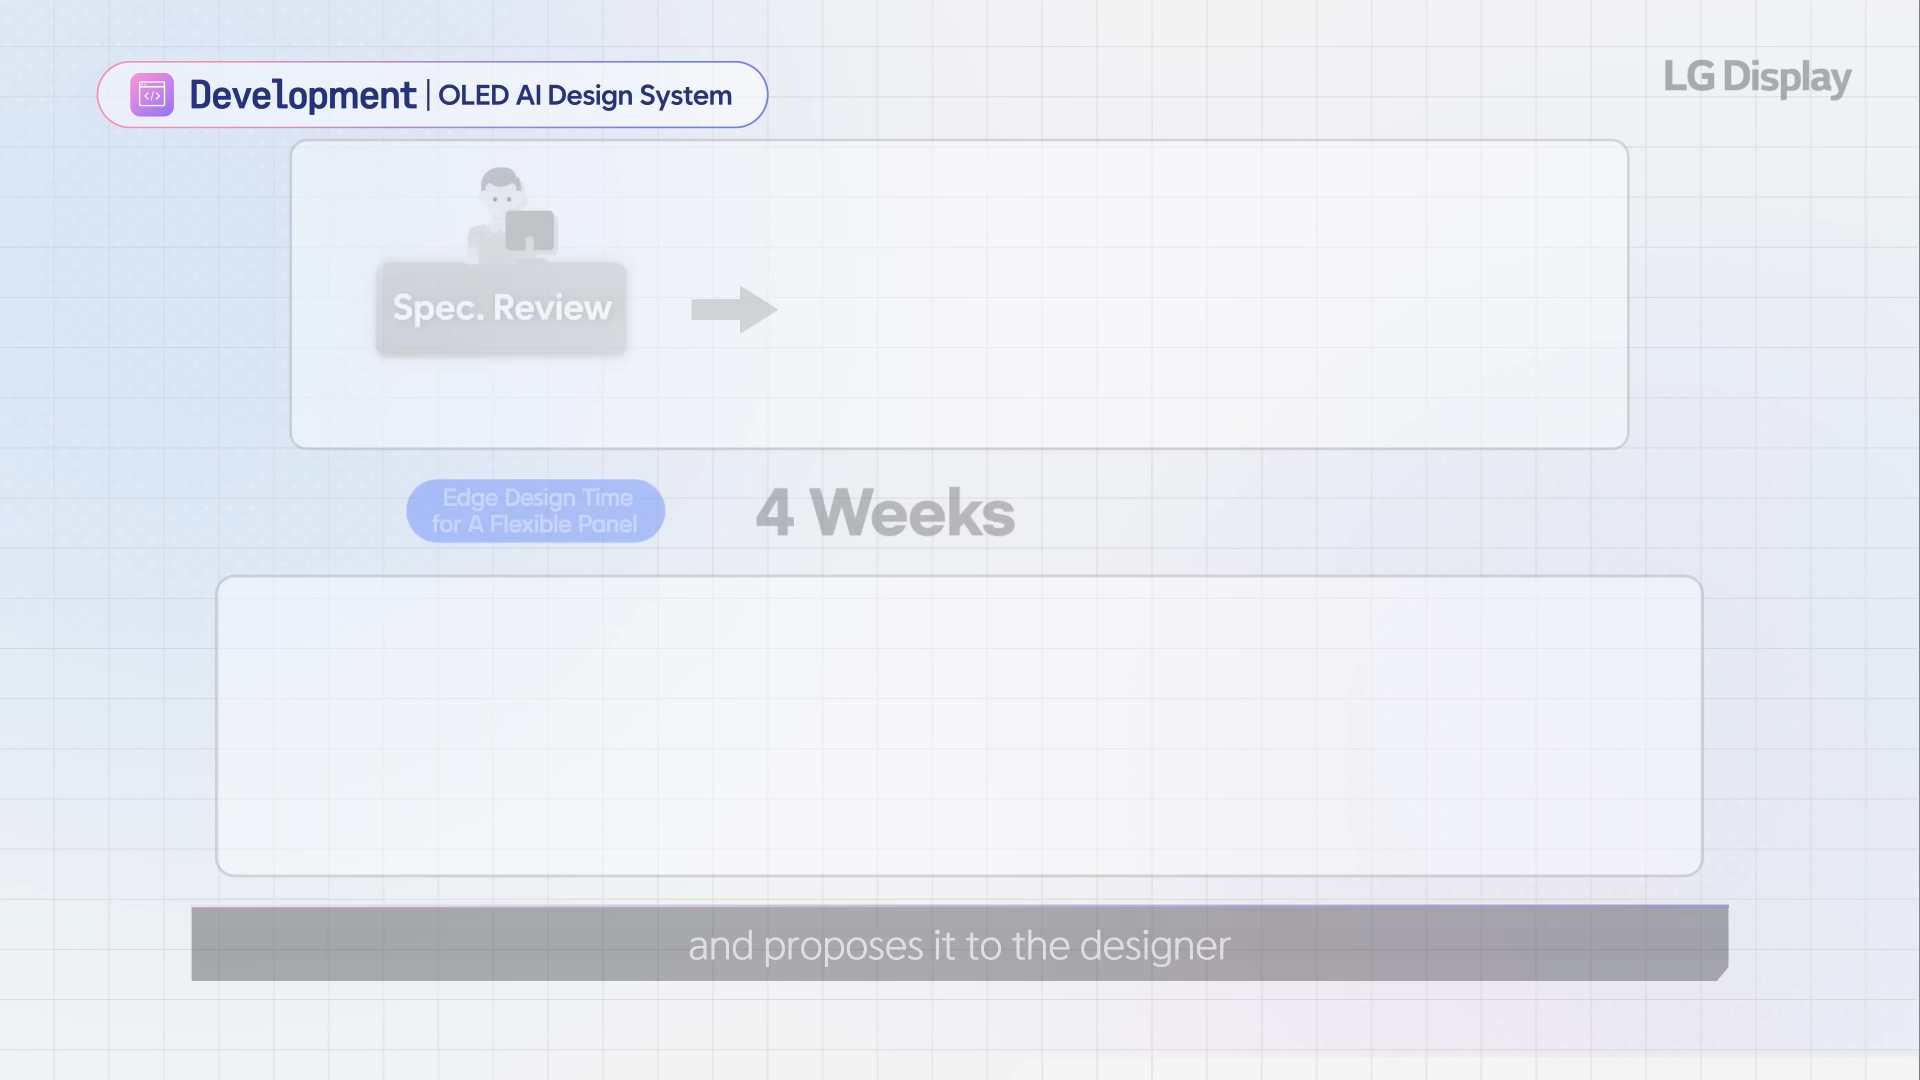 Development | OLED AI Design System
LG Display
Spec. Review
Edge Design Time
for A Flexible Panel
4 Weeks
and proposes it to the designer